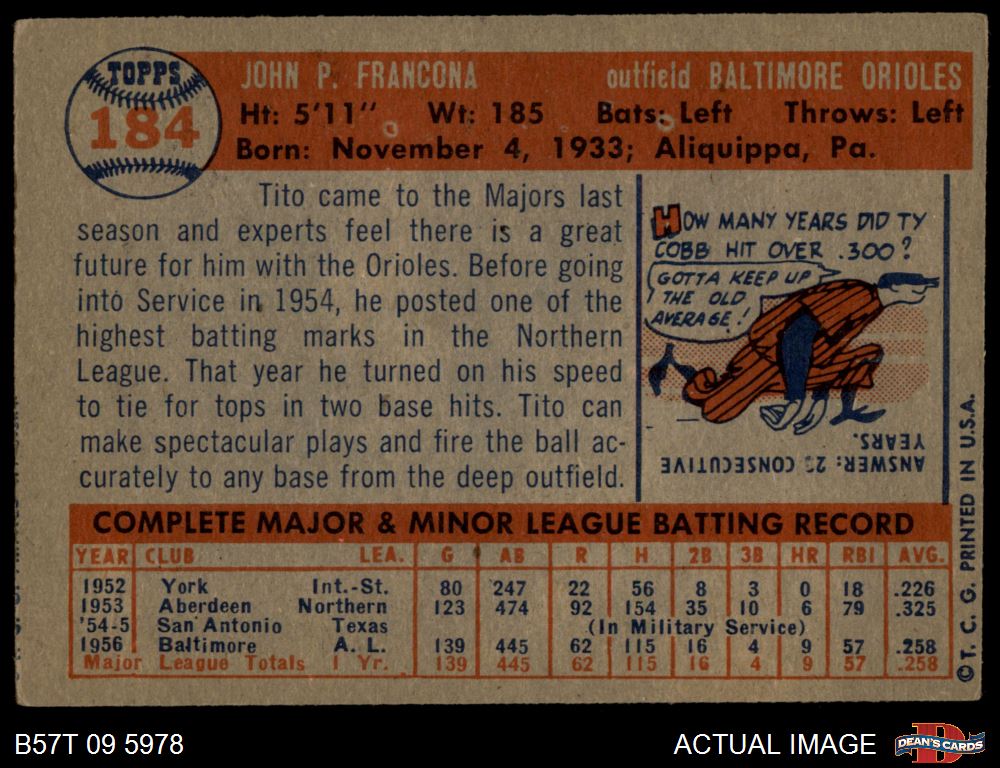 TOPPS
184
JOHN P. FRANCONA outfield BALTIMORE ORIOLES
Ht: 5'11" Wt: 185 Bats: Left Throws: Left
Born: November 4, 1933; Aliquippa, Pa.
Tito came to the Majors last
season and experts feel there is a great
future for him with the Orioles. Before going
into Service in 1954, he posted one of the
highest batting marks in the Northern
League. That year he turned on his speed
to tie for tops in two base hits. Tito can
make spectacular plays and fire the ball ac-
curately to any base from the deep outfield.
HOW MANY YEARS DID TY
COBB HIT OVER .300?
GOTTA KEEP UP
THE OLD
AVERAGE!
ANSWER: CONSECUTIVE
YEARS.
COMPLETE MAJOR & MINOR LEAGUE BATTING RECORD
YEAR CLUB LEA. G AB R H 2B 3B HR RBI AVG.
1952 York Int.-St. 80 247 22 56 8 3 0 18 .226
1953 Aberdeen Northern 123 474 92 154 35 10 6 79 .325
'54-5 San Antonio Texas (In Military Service)
1956 Baltimore A. L. 139 445 62 115 16 4 9 57 .258
Major League Totals 1 Yr. 139 445 62 115 16 4 9 57 .258
© T. C. G. PRINTED IN U.S.A.
B57T 09 5978
ACTUAL IMAGE
D
DEAN'S CARDS